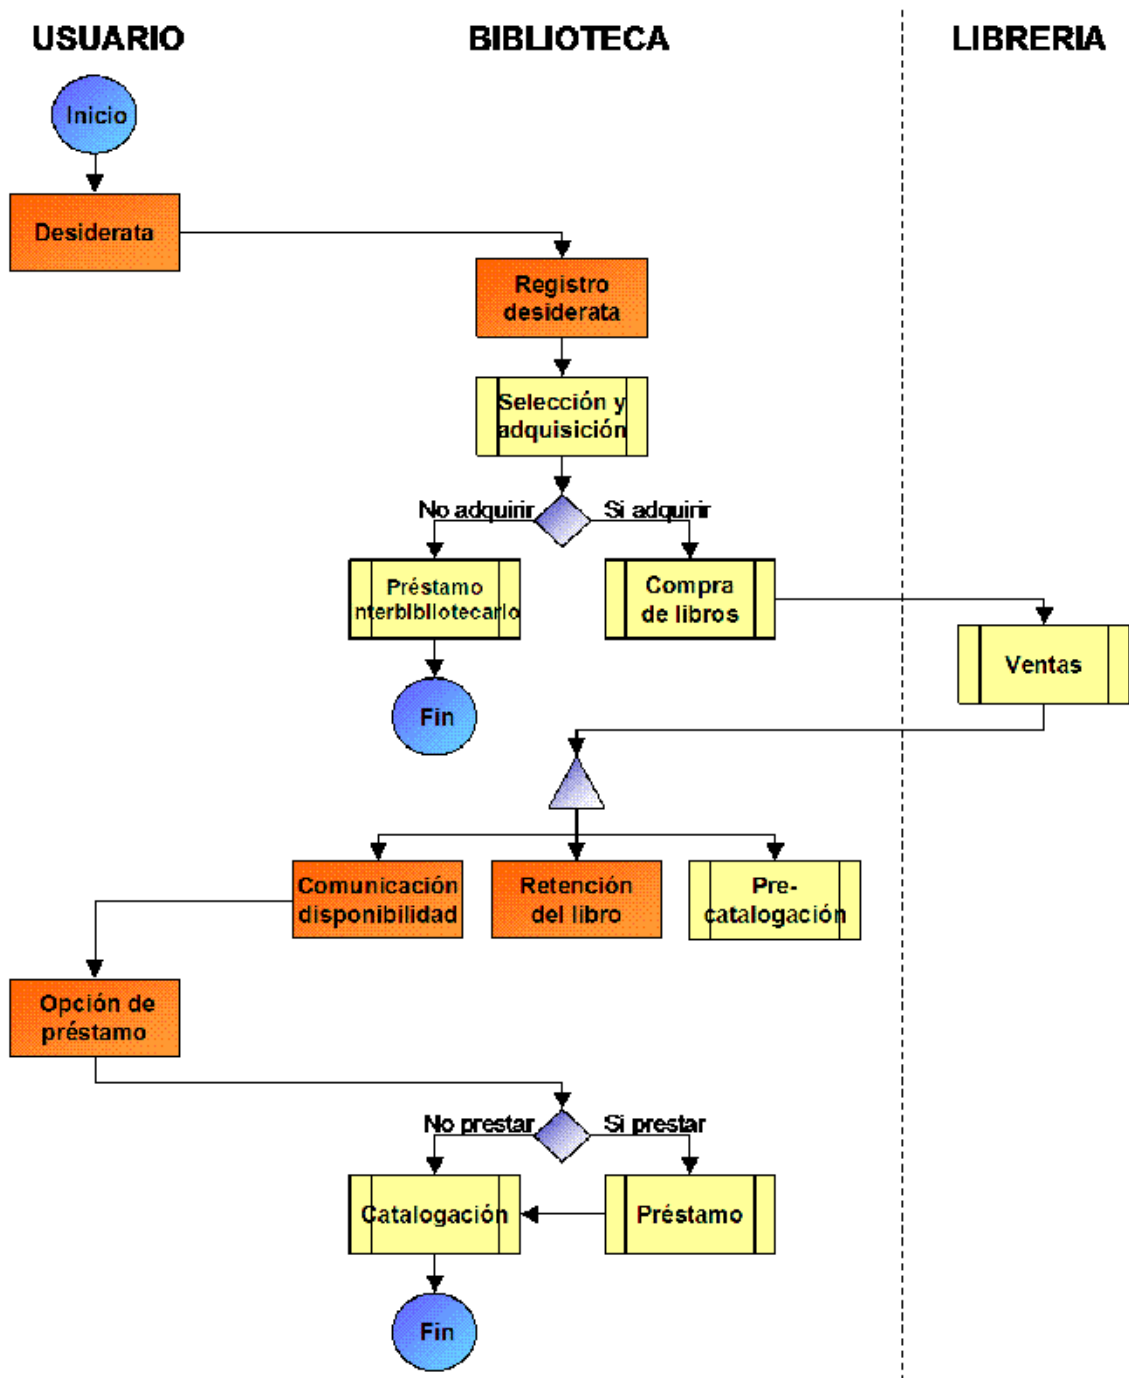 USUARIO
BIBLIOTECA
LIBRERIA
Inicio
Desiderata
Registro
desiderata
Selección y
adquisición
No adquirir
Si adquirir
Préstamo
nterbibliotecario
Compra
de libros
Ventas
Fin
Comunicación
disponibilidad
Retención
del libro
Pre-
catalogación
Opción de
préstamo
No prestar
Si prestar
Catalogación
Préstamo
Fin